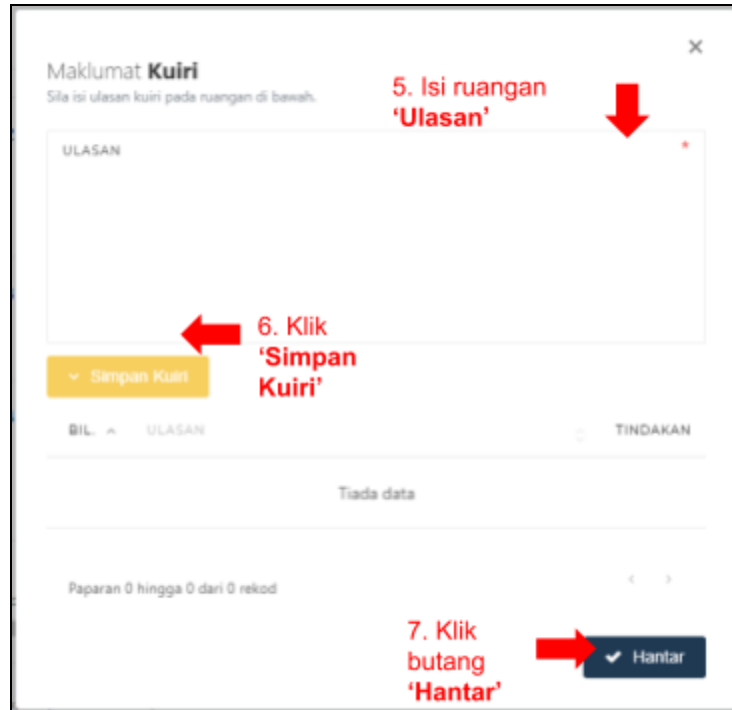 ×
Maklumat Kuiri
Sila isi ulasan kuiri pada ruangan di bawah.
5. Isi ruangan
‘Ulasan’
ULASAN *
6. Klik
‘Simpan
Kuiri’
Simpan Kuiri
BIL. ULASAN TINDAKAN
Tiada data
Paparan 0 hingga 0 dari 0 rekod
7. Klik
butang
‘Hantar’
Hantar